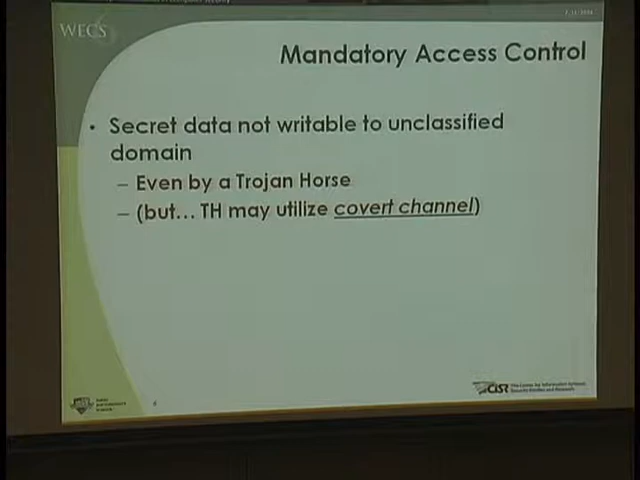 WECS
Mandatory Access Control
• Secret data not writable to unclassified
domain
– Even by a Trojan Horse
– (but... TH may utilize covert channel)
CISR